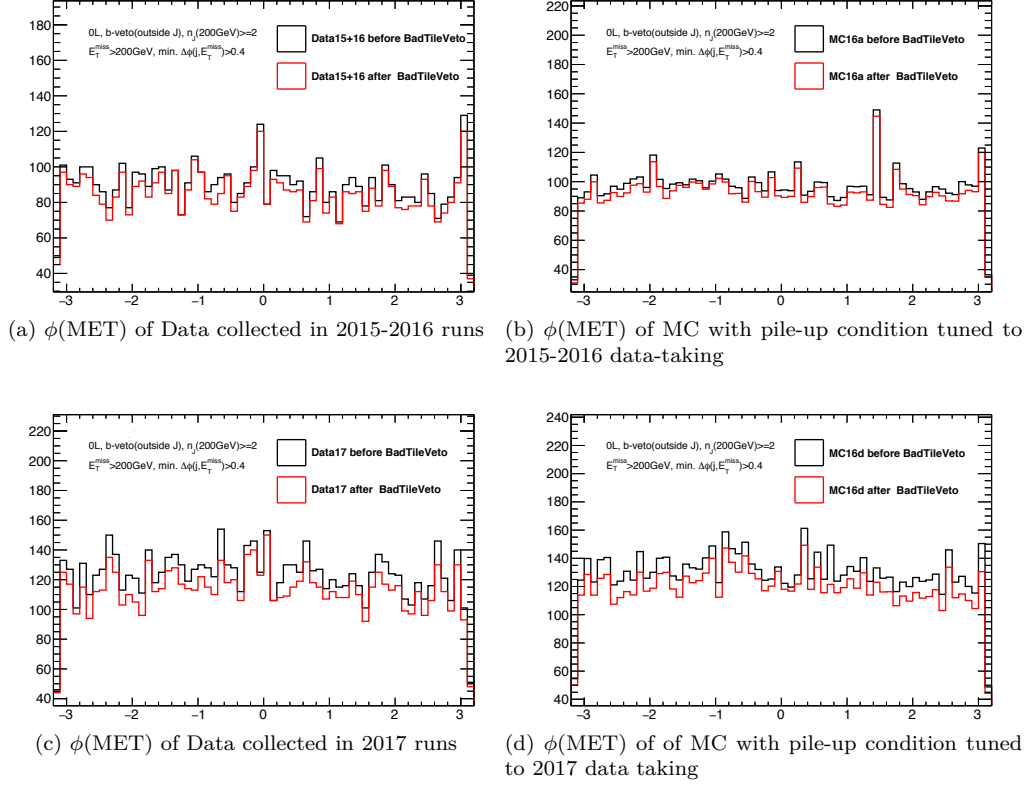 180
160
140
120
100
80
60
40
−3 −2 −1 0 1 2 3
0L, b-veto(outside J), n_J(200GeV)>=2
E_T^miss>200GeV, min. Δϕ(j,E_T^miss)>0.4
Data15+16 before BadTileVeto
Data15+16 after BadTileVeto
(a) ϕ(MET) of Data collected in 2015-2016 runs
220
200
180
160
140
120
100
80
60
40
−3 −2 −1 0 1 2 3
0L, b-veto(outside J), n_J(200GeV)>=2
E_T^miss>200GeV, min. Δϕ(j,E_T^miss)>0.4
MC16a before BadTileVeto
MC16a after BadTileVeto
(b) ϕ(MET) of MC with pile-up condition tuned to
2015-2016 data-taking
220
200
180
160
140
120
100
80
60
40
−3 −2 −1 0 1 2 3
0L, b-veto(outside J), n_J(200GeV)>=2
E_T^miss>200GeV, min. Δϕ(j,E_T^miss)>0.4
Data17 before BadTileVeto
Data17 after BadTileVeto
(c) ϕ(MET) of Data collected in 2017 runs
240
220
200
180
160
140
120
100
80
60
40
−3 −2 −1 0 1 2 3
0L, b-veto(outside J), n_J(200GeV)>=2
E_T^miss>200GeV, min. Δϕ(j,E_T^miss)>0.4
MC16d before BadTileVeto
MC16d after BadTileVeto
(d) ϕ(MET) of of MC with pile-up condition tuned
to 2017 data taking